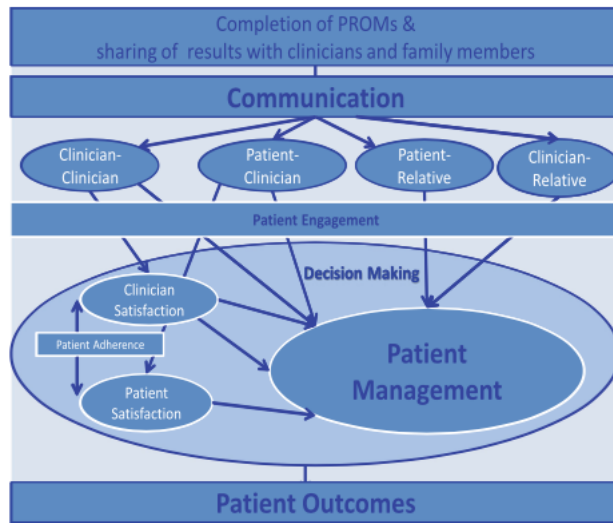 Completion of PROMs &
sharing of results with clinicians and family members
Communication
Clinician-
Clinician
Patient-
Clinician
Patient-
Relative
Clinician-
Relative
Patient Engagement
Decision Making
Clinician
Satisfaction
Patient Adherence
Patient
Satisfaction
Patient
Management
Patient Outcomes